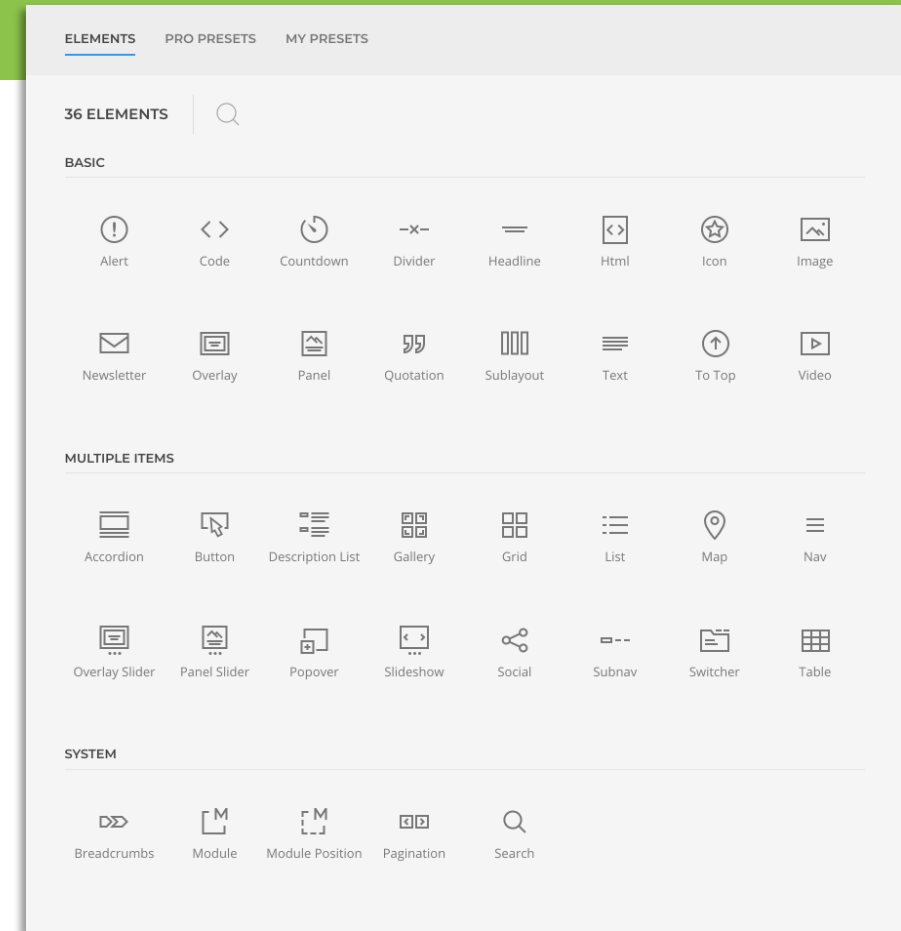 ELEMENTS PRO PRESETS MY PRESETS
36 ELEMENTS
BASIC
Alert Code Countdown Divider Headline Html Icon Image
Newsletter Overlay Panel Quotation Sublayout Text To Top Video
MULTIPLE ITEMS
Accordion Button Description List Gallery Grid List Map Nav
Overlay Slider Panel Slider Popover Slideshow Social Subnav Switcher Table
SYSTEM
M M
Breadcrumbs Module Module Position Pagination Search